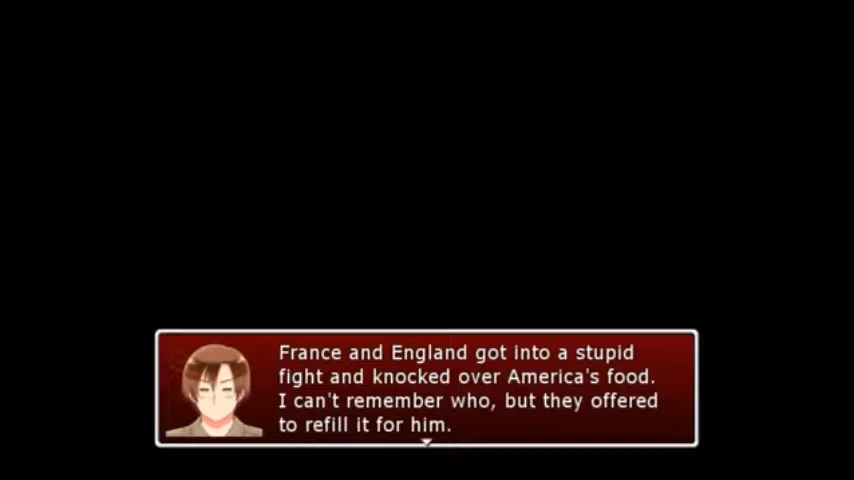 France and England got into a stupid
fight and knocked over America's food.
I can't remember who, but they offered
to refill it for him.